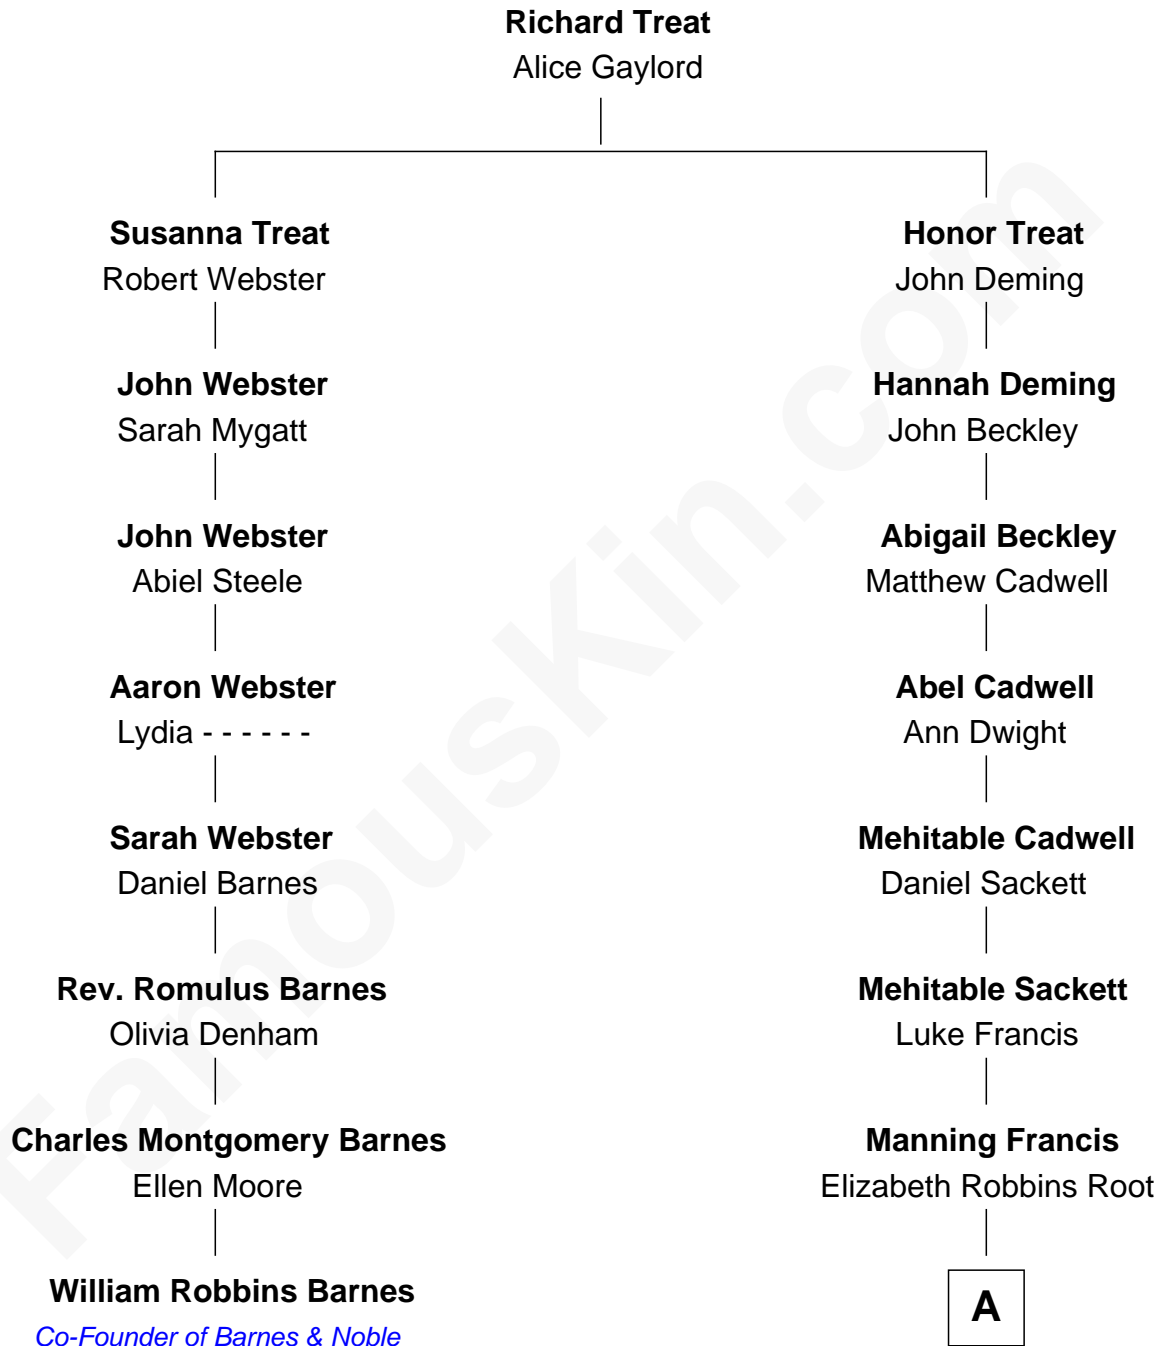 Richard Treat
Alice Gaylord
Susanna Treat
Robert Webster
Honor Treat
John Deming
John Webster
Sarah Mygatt
Hannah Deming
John Beckley
John Webster
Abiel Steele
Abigail Beckley
Matthew Cadwell
Aaron Webster
Lydia - - - - - -
Abel Cadwell
Ann Dwight
Sarah Webster
Daniel Barnes
Mehitable Cadwell
Daniel Sackett
Rev. Romulus Barnes
Olivia Denham
Mehitable Sackett
Luke Francis
Charles Montgomery Barnes
Ellen Moore
Manning Francis
Elizabeth Robbins Root
William Robbins Barnes
Co-Founder of Barnes & Noble
A
FamousKin.com